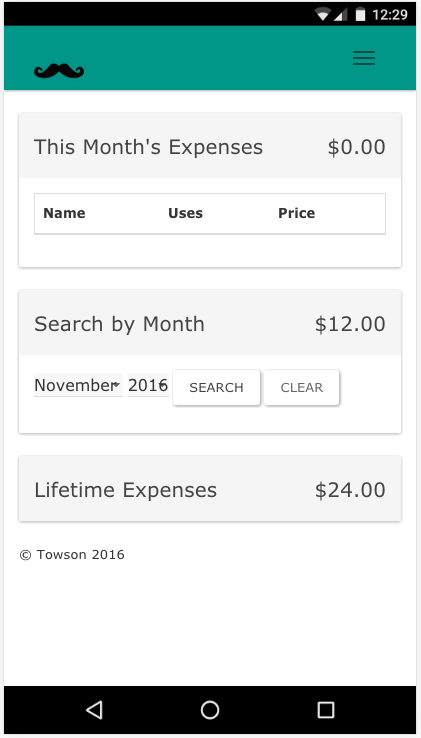 12:29
This Month's Expenses $0.00
Name Uses Price
Search by Month $12.00
November 2016 SEARCH CLEAR
Lifetime Expenses $24.00
© Towson 2016